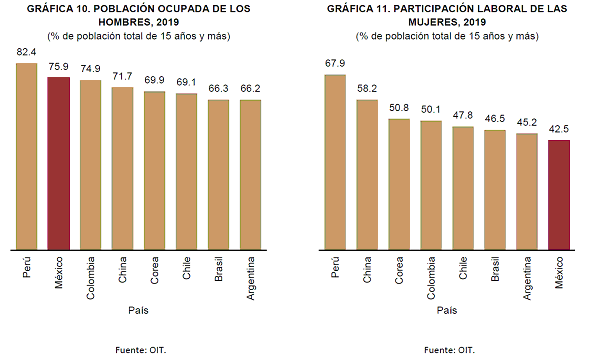 GRÁFICA 10. POBLACIÓN OCUPADA DE LOS
HOMBRES, 2019
(% de población total de 15 años y más)
82.4
75.9
74.9
71.7
69.9
69.1
66.3
66.2
Perú
México
Colombia
China
Corea
Chile
Brasil
Argentina
País
Fuente: OIT.
GRÁFICA 11. PARTICIPACIÓN LABORAL DE LAS
MUJERES, 2019
(% de población total de 15 años y más)
67.9
58.2
50.8
50.1
47.8
46.5
45.2
42.5
Perú
China
Corea
Colombia
Chile
Brasil
Argentina
México
País
Fuente: OIT.